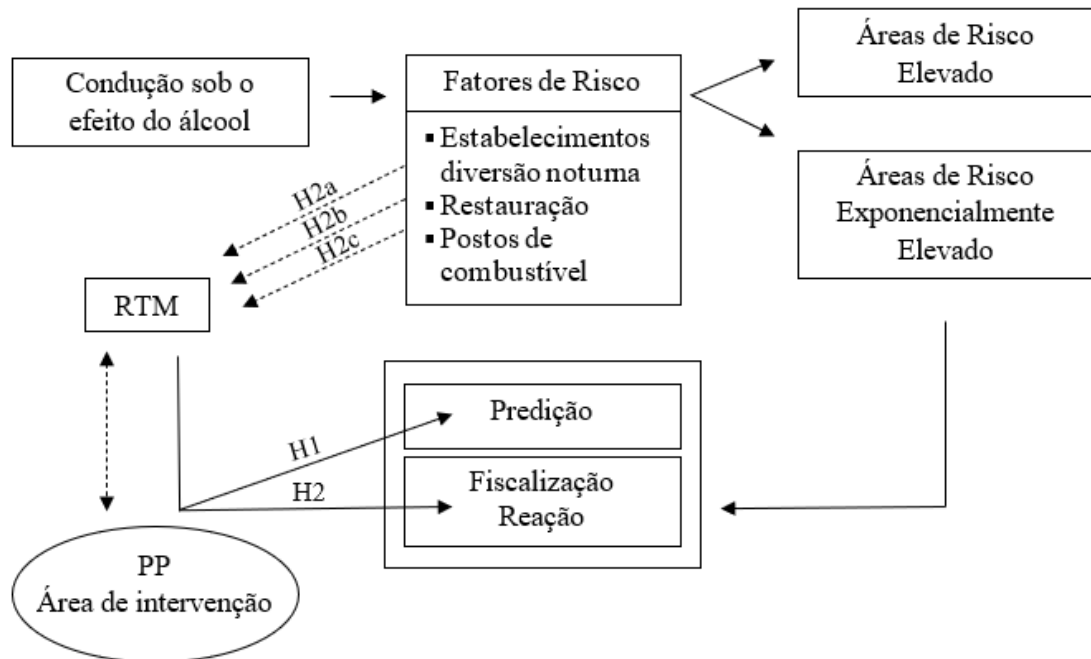 Condução sob o
efeito do álcool
Fatores de Risco
▪ Estabelecimentos
diversão noturna
▪ Restauração
▪ Postos de
combustível
Áreas de Risco
Elevado
Áreas de Risco
Exponencialmente
Elevado
H2a
H2b
H2c
RTM
Predição
H1
H2
Fiscalização
Reação
PP
Área de intervenção